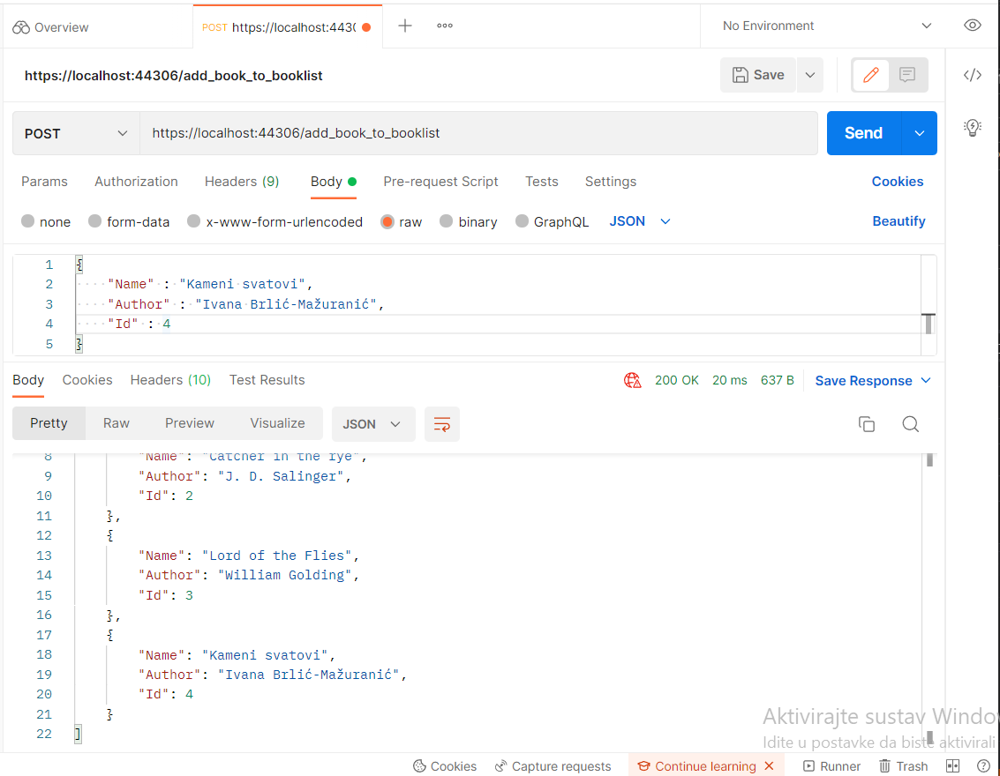 Overview
POST https://localhost:4430
No Environment
https://localhost:44306/add_book_to_booklist
Save
POST
https://localhost:44306/add_book_to_booklist
Send
Params Authorization Headers (9) Body Pre-request Script Tests Settings Cookies
none form-data x-www-form-urlencoded raw binary GraphQL JSON Beautify
1 {
2 "Name" : "Kameni svatovi",
3 "Author" : "Ivana Brlić-Mažuranić",
4 "Id" : 4
5 }
Body Cookies Headers (10) Test Results 200 OK 20 ms 637 B Save Response
Pretty Raw Preview Visualize JSON
8 "Name": "Catcher in the rye",
9 "Author": "J. D. Salinger",
10 "Id": 2
11 },
12 {
13 "Name": "Lord of the Flies",
14 "Author": "William Golding",
15 "Id": 3
16 },
17 {
18 "Name": "Kameni svatovi",
19 "Author": "Ivana Brlić-Mažuranić",
20 "Id": 4
21 }
22 ]
Aktivirajte sustav Windo
Idite u postavke da biste aktivirali
Cookies Capture requests Continue learning Runner Trash